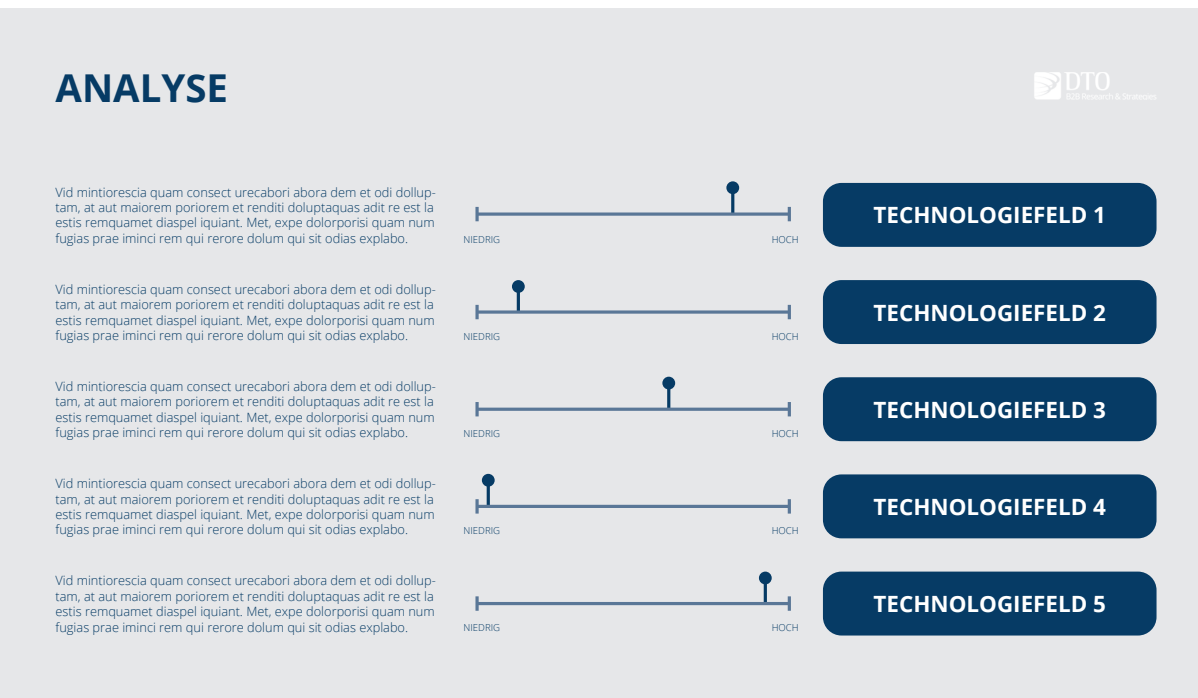 ANALYSE
DTO
B2B Research & Strategies
Vid mintiorescia quam consect urecabori abora dem et odi dollup-
tam, at aut maiorem poriorem et renditi doluptaquas adit re est la
estis remquamet diaspel iquiant. Met, expe dolorporisi quam num
fugias prae iminci rem qui rerore dolum qui sit odias explabo.
NIEDRIG
HOCH
TECHNOLOGIEFELD 1
Vid mintiorescia quam consect urecabori abora dem et odi dollup-
tam, at aut maiorem poriorem et renditi doluptaquas adit re est la
estis remquamet diaspel iquiant. Met, expe dolorporisi quam num
fugias prae iminci rem qui rerore dolum qui sit odias explabo.
NIEDRIG
HOCH
TECHNOLOGIEFELD 2
Vid mintiorescia quam consect urecabori abora dem et odi dollup-
tam, at aut maiorem poriorem et renditi doluptaquas adit re est la
estis remquamet diaspel iquiant. Met, expe dolorporisi quam num
fugias prae iminci rem qui rerore dolum qui sit odias explabo.
NIEDRIG
HOCH
TECHNOLOGIEFELD 3
Vid mintiorescia quam consect urecabori abora dem et odi dollup-
tam, at aut maiorem poriorem et renditi doluptaquas adit re est la
estis remquamet diaspel iquiant. Met, expe dolorporisi quam num
fugias prae iminci rem qui rerore dolum qui sit odias explabo.
NIEDRIG
HOCH
TECHNOLOGIEFELD 4
Vid mintiorescia quam consect urecabori abora dem et odi dollup-
tam, at aut maiorem poriorem et renditi doluptaquas adit re est la
estis remquamet diaspel iquiant. Met, expe dolorporisi quam num
fugias prae iminci rem qui rerore dolum qui sit odias explabo.
NIEDRIG
HOCH
TECHNOLOGIEFELD 5